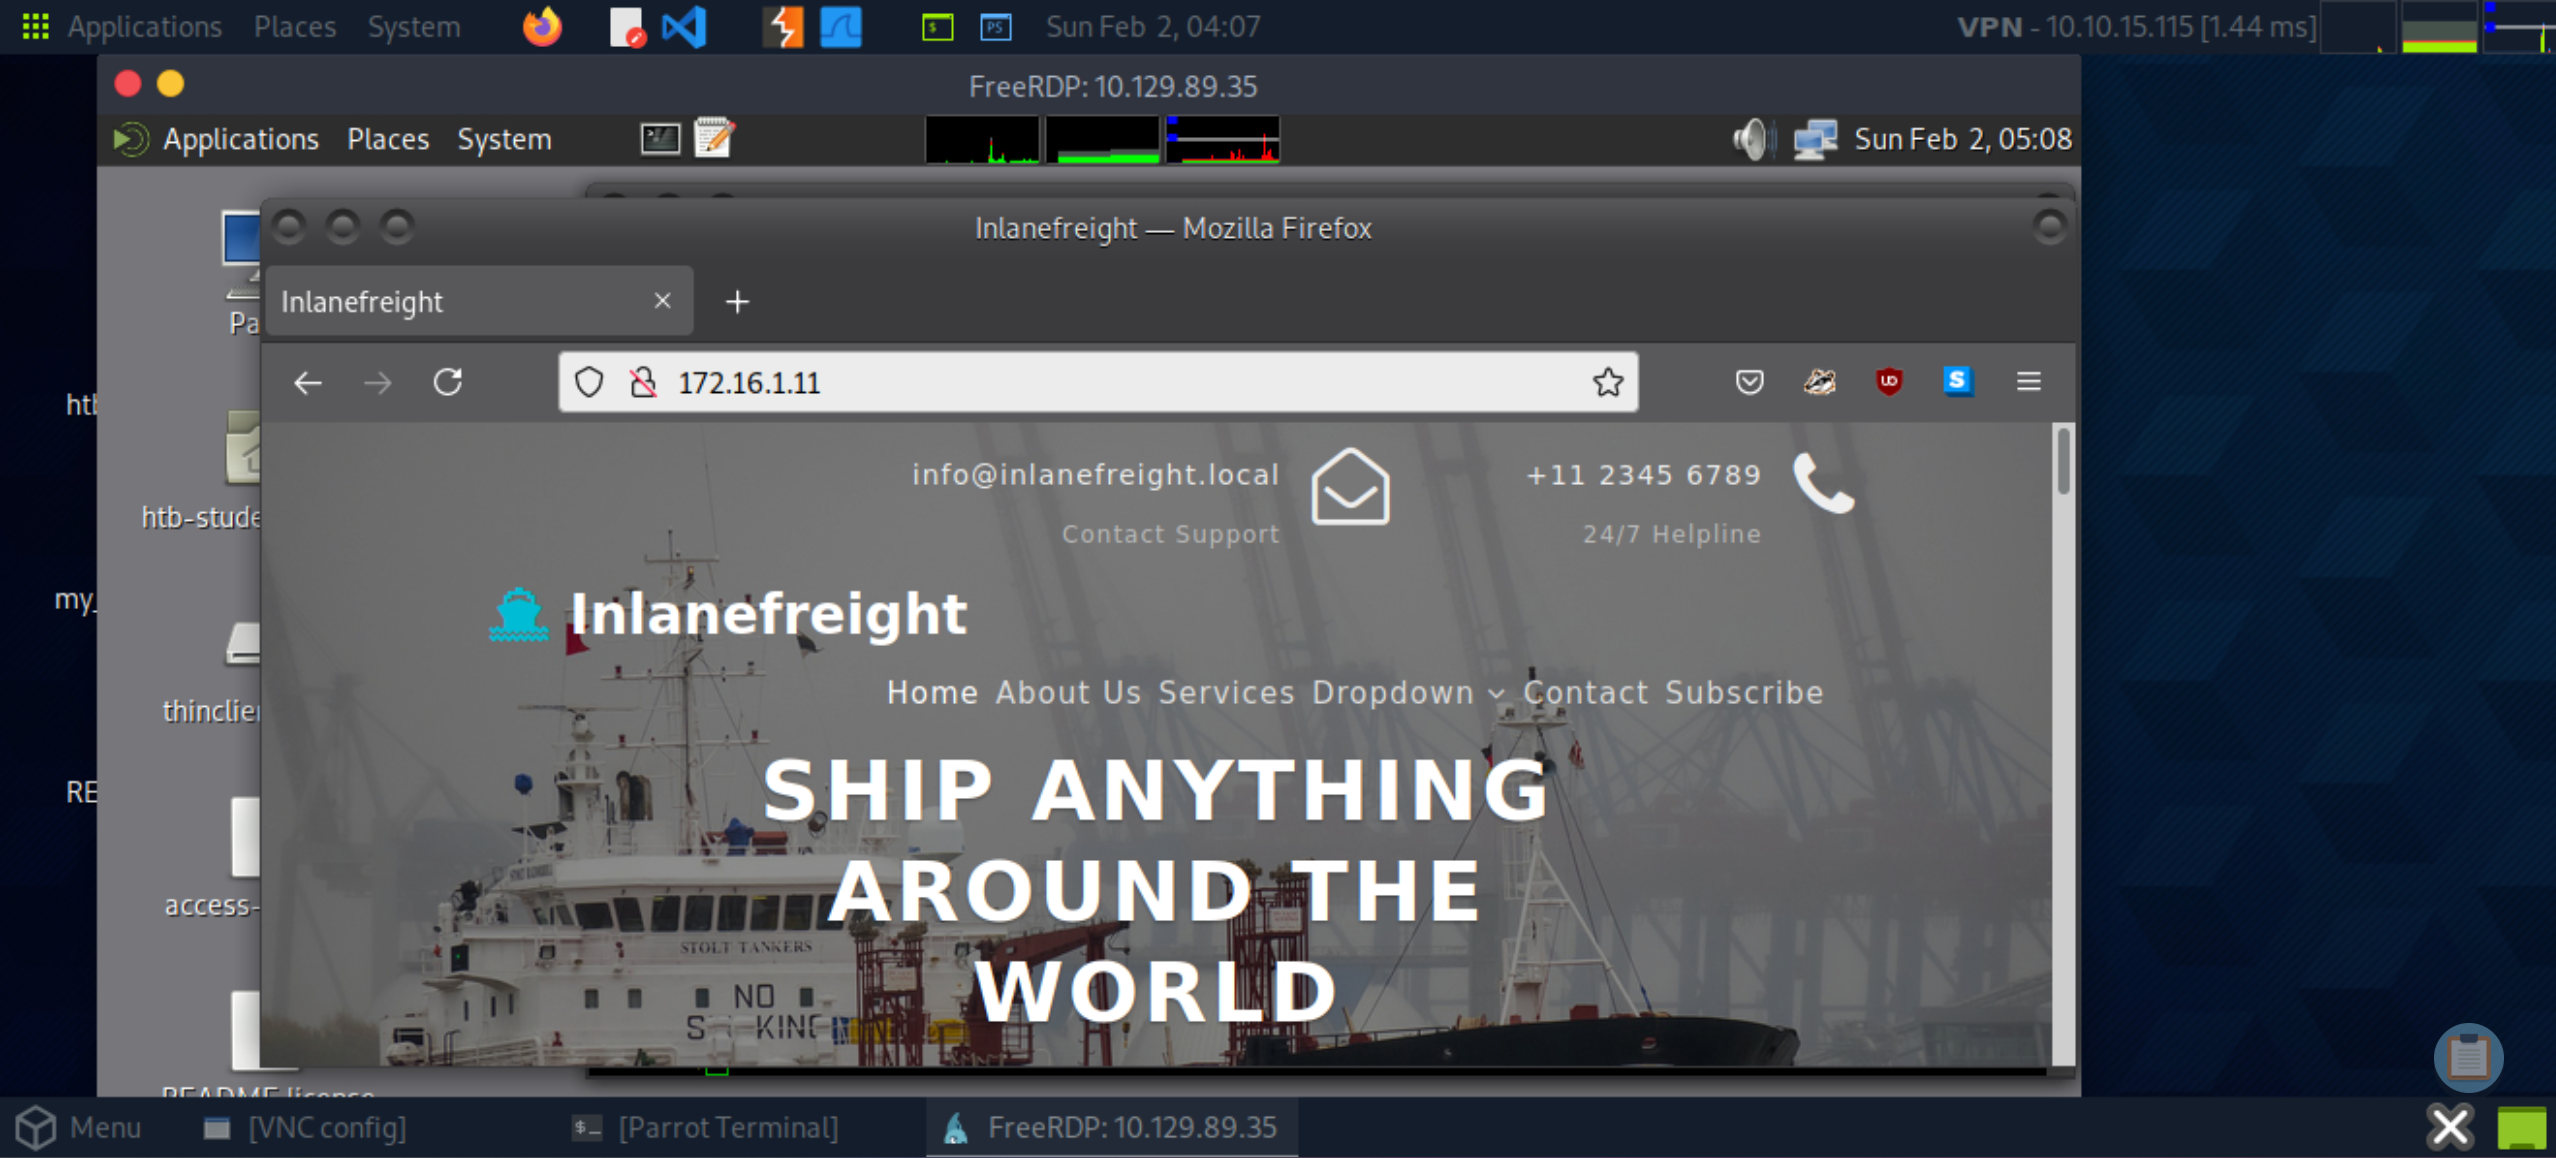 Applications Places System Sun Feb 2, 04:07 VPN - 10.10.15.115 [1.44 ms]
FreeRDP: 10.129.89.35
Applications Places System Sun Feb 2, 05:08
Inlanefreight — Mozilla Firefox
Inlanefreight
Pa
172.16.1.11
htb
info@inlanefreight.local +11 2345 6789
Contact Support 24/7 Helpline
htb-stude
Inlanefreight
my_
Home About Us Services Dropdown Contact Subscribe
thinclie
SHIP ANYTHING
RE
AROUND THE
access-
STOLT TANKERS
WORLD
NO
README.license
Menu [VNC config] [Parrot Terminal] FreeRDP: 10.129.89.35